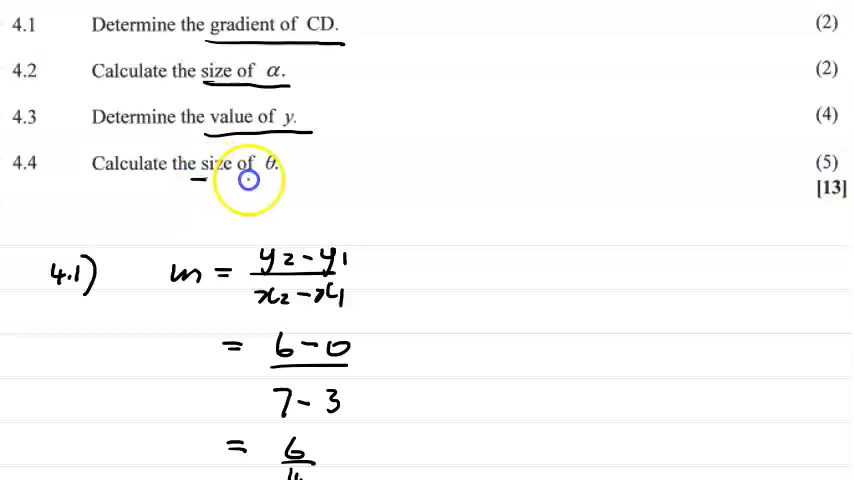 4.1 Determine the gradient of CD. (2)
4.2 Calculate the size of α. (2)
4.3 Determine the value of y. (4)
4.4 Calculate the size of θ. (5)
[13]
4.1) m = y2 - y1 / x2 - x1
= 6 - 0 / 7 - 3
= 6 / 4